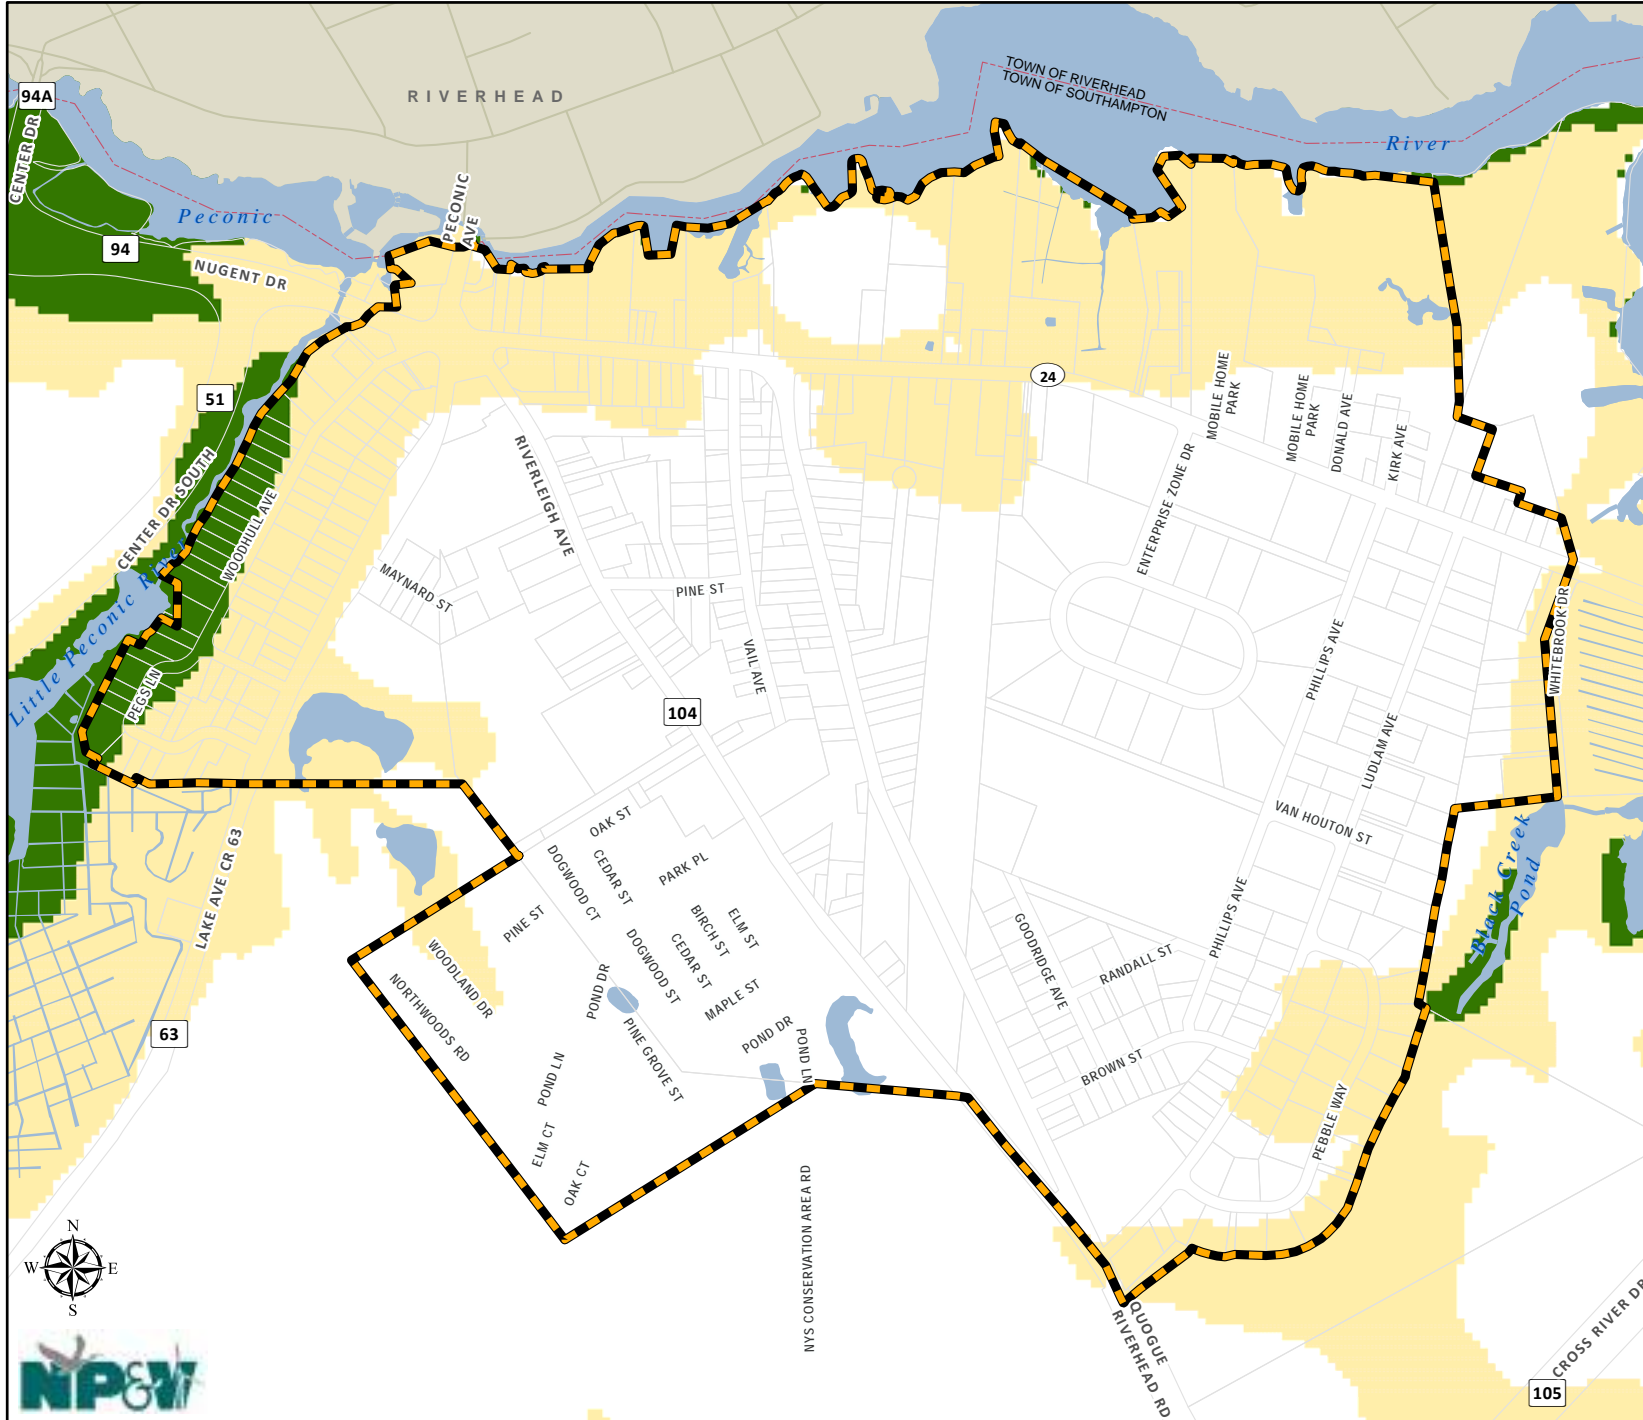 TOWN OF RIVERHEAD
TOWN OF SOUTHAMPTON
94A
RIVERHEAD
CENTER DR
River
PECONIC
AVE
Peconic
94
NUGENT DR
24
MOBILE HOME
PARK
MOBILE HOME
PARK
DONALD AVE
KIRK AVE
51
RIVERLEIGH AVE
CENTER DR SOUTH
WOODHULL AVE
ENTERPRISE ZONE DR
MAYNARD ST
PINE ST
Little Peconic River
PHILLIPS AVE
WHITEBROOK DR
VAIL AVE
PEGS LN
104
LUDLAM AVE
VAN HOUTON ST
OAK ST
LAKE AVE CR 63
DOGWOOD CT
CEDAR ST
PARK PL
Black Creek
Pond
PINE ST
BIRCH ST
ELM ST
PHILLIPS AVE
WOODLAND DR
DOGWOOD ST
CEDAR ST
GOODRIDGE AVE
RANDALL ST
NORTHWOODS RD
POND DR
MAPLE ST
63
PINE GROVE ST
POND DR
POND LN
BROWN ST
POND LN
PEBBLE WAY
ELM CT
OAK CT
NYS CONSERVATION AREA RD
N
W
E
S
QUOGUE
RIVERHEAD RD
CROSS RIVER DR
105
NP&V